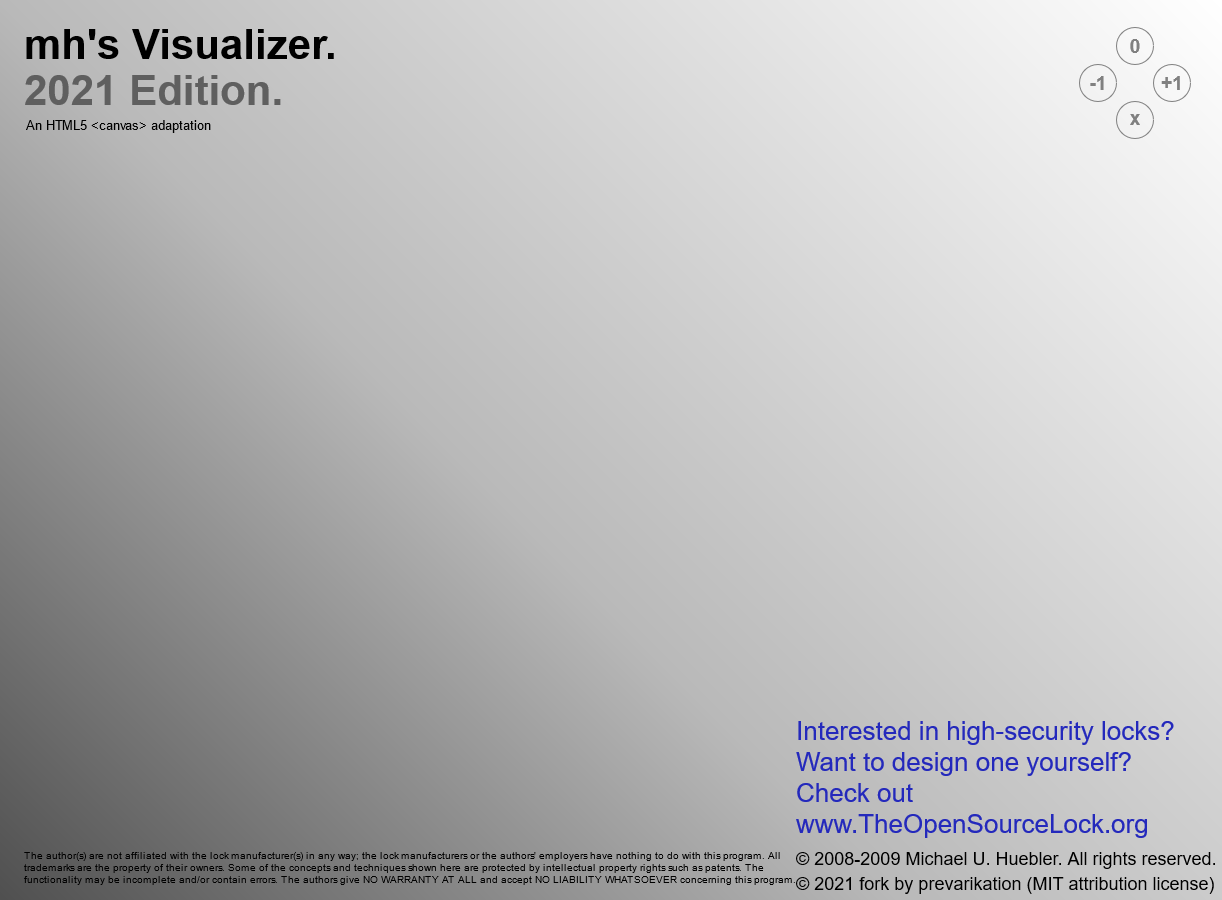 mh's Visualizer.
2021 Edition.
An HTML5 <canvas> adaptation
0
-1
+1
x
Interested in high-security locks?
Want to design one yourself?
Check out
www.TheOpenSourceLock.org
The author(s) are not affiliated with the lock manufacturer(s) in any way; the lock manufacturers or the authors' employers have nothing to do with this program. All
trademarks are the property of their owners. Some of the concepts and techniques shown here are protected by intellectual property rights such as patents. The
functionality may be incomplete and/or contain errors. The authors give NO WARRANTY AT ALL and accept NO LIABILITY WHATSOEVER concerning this program.
© 2008-2009 Michael U. Huebler. All rights reserved.
© 2021 fork by prevarikation (MIT attribution license)